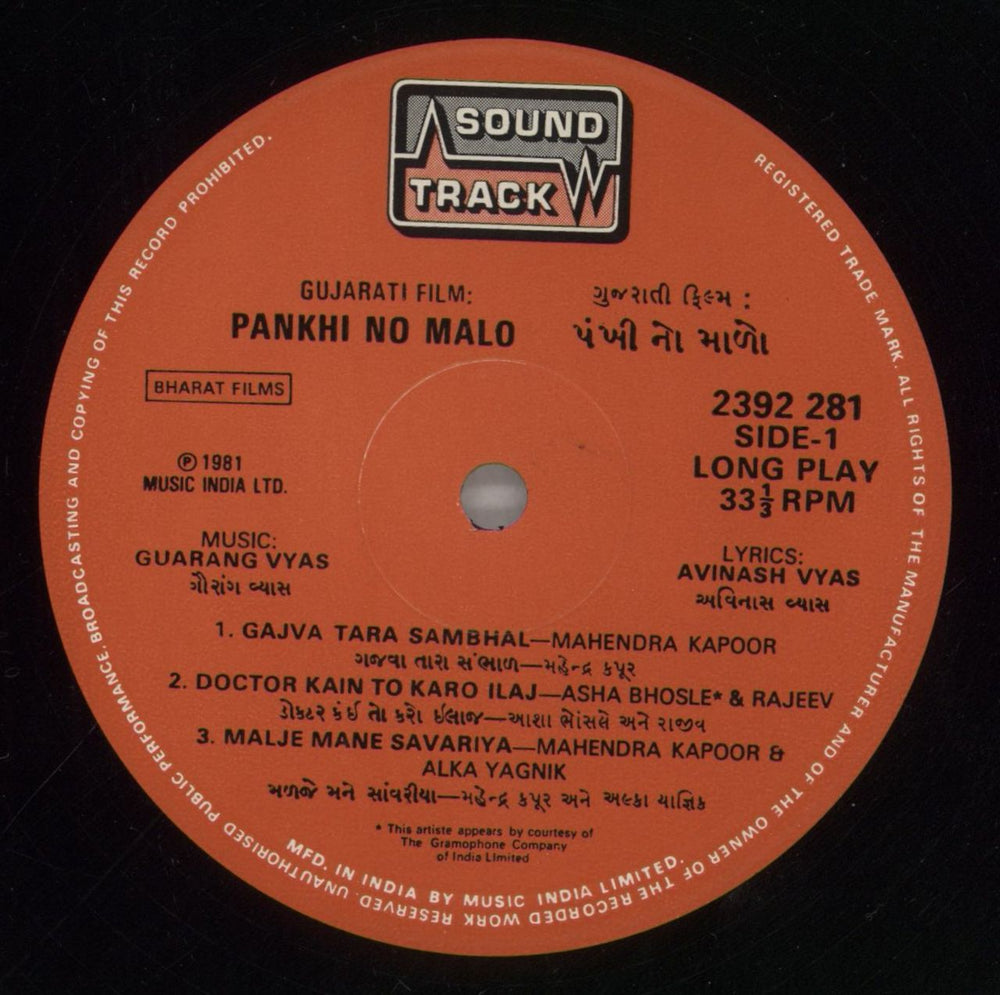 SOUND
TRACK
GUJARATI FILM:
PANKHI NO MALO
ગુજરાતી ફિલ્મ :
પંખી નો માળો
BHARAT FILMS
℗ 1981
MUSIC INDIA LTD.
2392 281
SIDE-1
LONG PLAY
33⅓ RPM
MUSIC:
GUARANG VYAS
ગૌરાંગ વ્યાસ
LYRICS:
AVINASH VYAS
અવિનાસ વ્યાસ
1. GAJVA TARA SAMBHAL—MAHENDRA KAPOOR
ગજવા તારા સંભાળ—મહેન્દ્ર કપૂર
2. DOCTOR KAIN TO KARO ILAJ—ASHA BHOSLE* & RAJEEV
ડોકટર કંઈ તો કરો ઈલાજ—આશા ભોંસલે અને રાજીવ
3. MALJE MANE SAVARIYA—MAHENDRA KAPOOR &
ALKA YAGNIK
મળજે મને સાંવરીયા—મહેન્દ્ર કપૂર અને અલ્કા યાજ્ઞિક
* This artiste appears by courtesy of
The Gramophone Company
of India Limited
MFD. IN INDIA BY MUSIC INDIA LIMITED.
REGISTERED TRADE MARK. ALL RIGHTS OF THE MANUFACTURER AND OF THE OWNER OF THE RECORDED WORK RESERVED UNAUTHORISED PUBLIC PERFORMANCE. BROADCASTING AND COPYING OF THIS RECORD PROHIBITED.